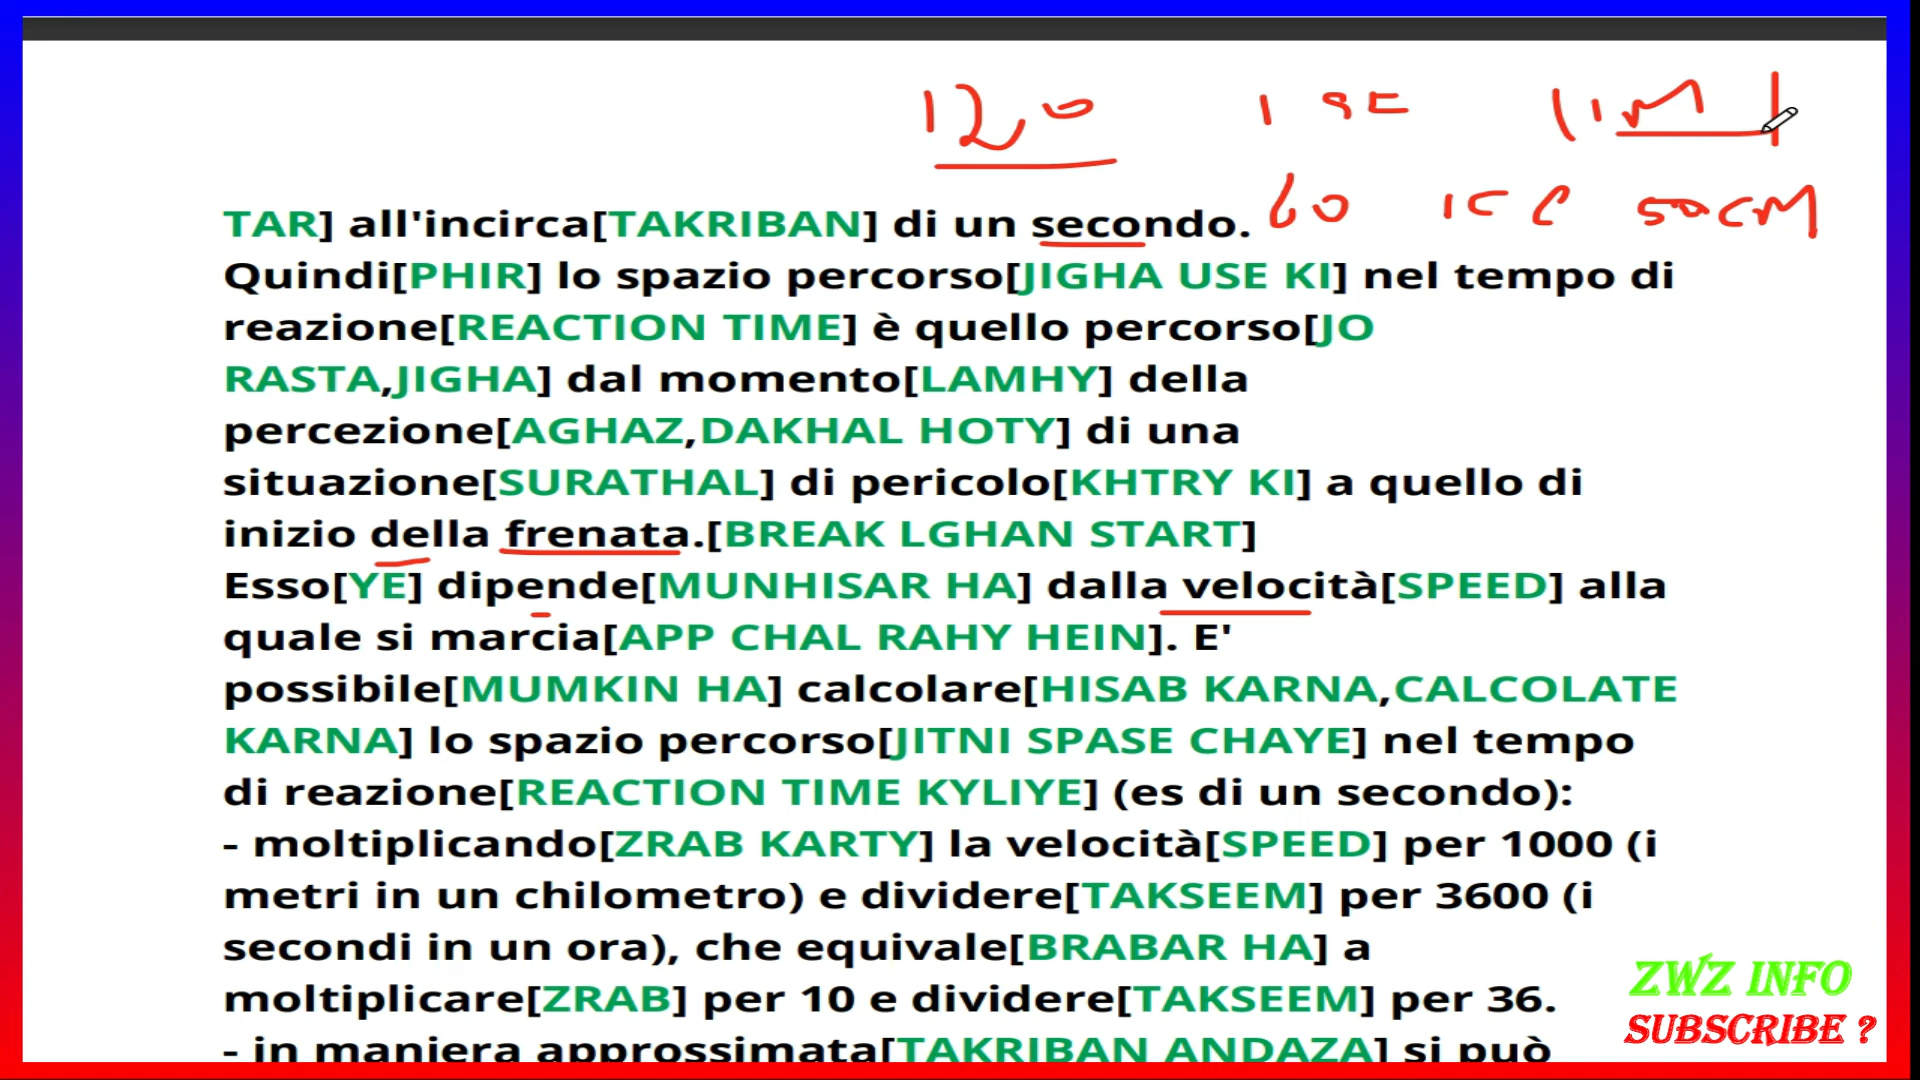 120 1 SE 1 1M
60 1 SEC 50CM
TAR] all'incirca[TAKRIBAN] di un secondo.
Quindi[PHIR] lo spazio percorso[JIGHA USE KI] nel tempo di
reazione[REACTION TIME] è quello percorso[JO
RASTA,JIGHA] dal momento[LAMHY] della
percezione[AGHAZ,DAKHAL HOTY] di una
situazione[SURATHAL] di pericolo[KHTRY KI] a quello di
inizio della frenata.[BREAK LGHAN START]
Esso[YE] dipende[MUNHISAR HA] dalla velocità[SPEED] alla
quale si marcia[APP CHAL RAHY HEIN]. E'
possibile[MUMKIN HA] calcolare[HISAB KARNA,CALCOLATE
KARNA] lo spazio percorso[JITNI SPASE CHAYE] nel tempo
di reazione[REACTION TIME KYLIYE] (es di un secondo):
- moltiplicando[ZRAB KARTY] la velocità[SPEED] per 1000 (i
metri in un chilometro) e dividere[TAKSEEM] per 3600 (i
secondi in un ora), che equivale[BRABAR HA] a
moltiplicare[ZRAB] per 10 e dividere[TAKSEEM] per 36.
- in maniera approssimata[TAKRIBAN ANDAZA] si può
ZWZ INFO
SUBSCRIBE ?